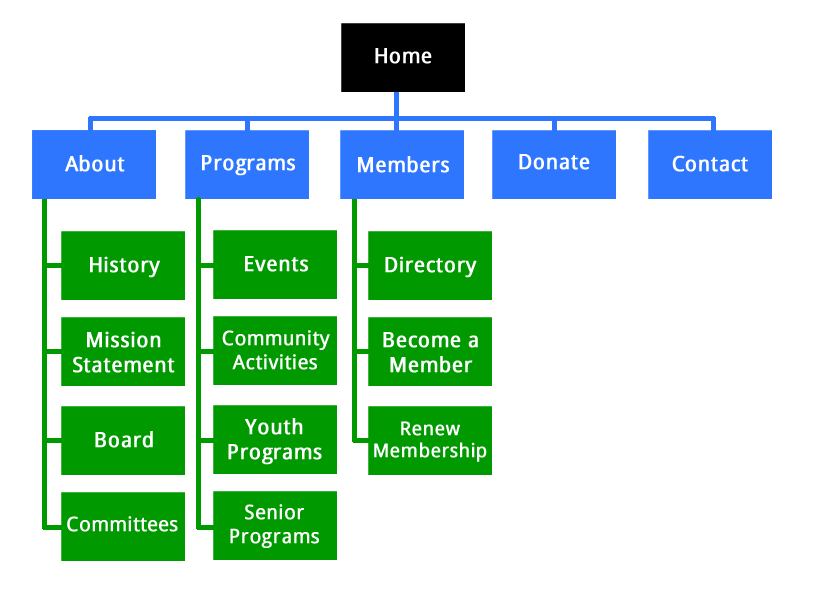 Home
About
Programs
Members
Donate
Contact
History
Mission
Statement
Board
Committees
Events
Community
Activities
Youth
Programs
Senior
Programs
Directory
Become a
Member
Renew
Membership